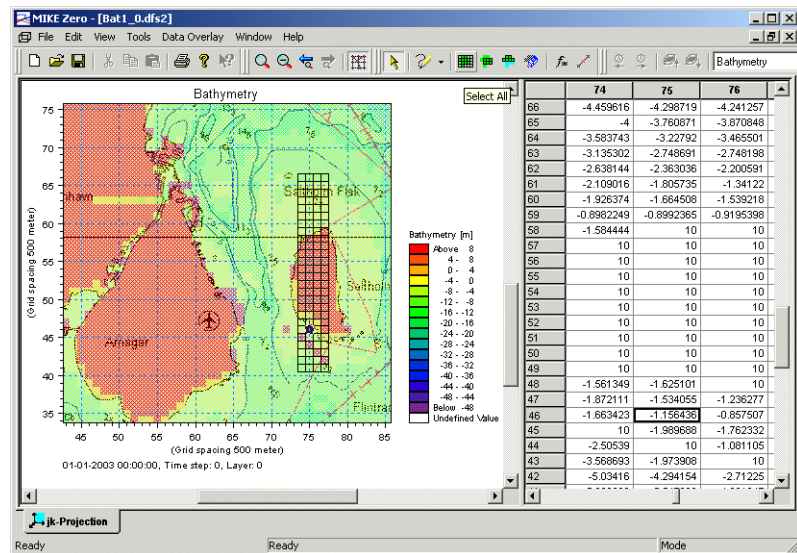 MIKE Zero - [Bat1_0.dfs2]
File Edit View Tools Data Overlay Window Help
Bathymetry
Select All
Bathymetry
75
70
65
60
55
50
45
40
35
(Grid spacing 500 meter)
45 50 55 60 65 70 75 80 85
(Grid spacing 500 meter)
01-01-2003 00:00:00, Time step: 0, Layer: 0
Saltholm Flak
Amager
Bathymetry [m]
Above 8
4 - 8
0 - 4
-4 - 0
-8 - -4
-12 - -8
-16 - -12
-20 - -16
-24 - -20
-28 - -24
-32 - -28
-36 - -32
-40 - -36
-44 - -40
-48 - -44
Below -48
Undefined Value
74 75 76
66 -4.459616 -4.298719 -4.241257
65 -4 -3.760871 -3.870848
64 -3.583743 -3.22792 -3.465501
63 -3.135302 -2.748691 -2.748198
62 -2.638144 -2.363036 -2.200591
61 -2.109016 -1.805735 -1.34122
60 -1.926374 -1.664508 -1.539218
59 -0.8982249 -0.8992365 -0.9195398
58 -1.584444 10 10
57 10 10 10
56 10 10 10
55 10 10 10
54 10 10 10
53 10 10 10
52 10 10 10
51 10 10 10
50 10 10 10
49 10 10 10
48 -1.561349 -1.625101 10
47 -1.872111 -1.534055 -1.236277
46 -1.663423 -1.156436 -0.857507
45 10 -1.989688 -1.762332
44 -2.50539 10 -1.081105
43 -3.568693 -1.973908 10
42 -5.03416 -4.294154 -2.71225
jk-Projection
Ready Ready Mode